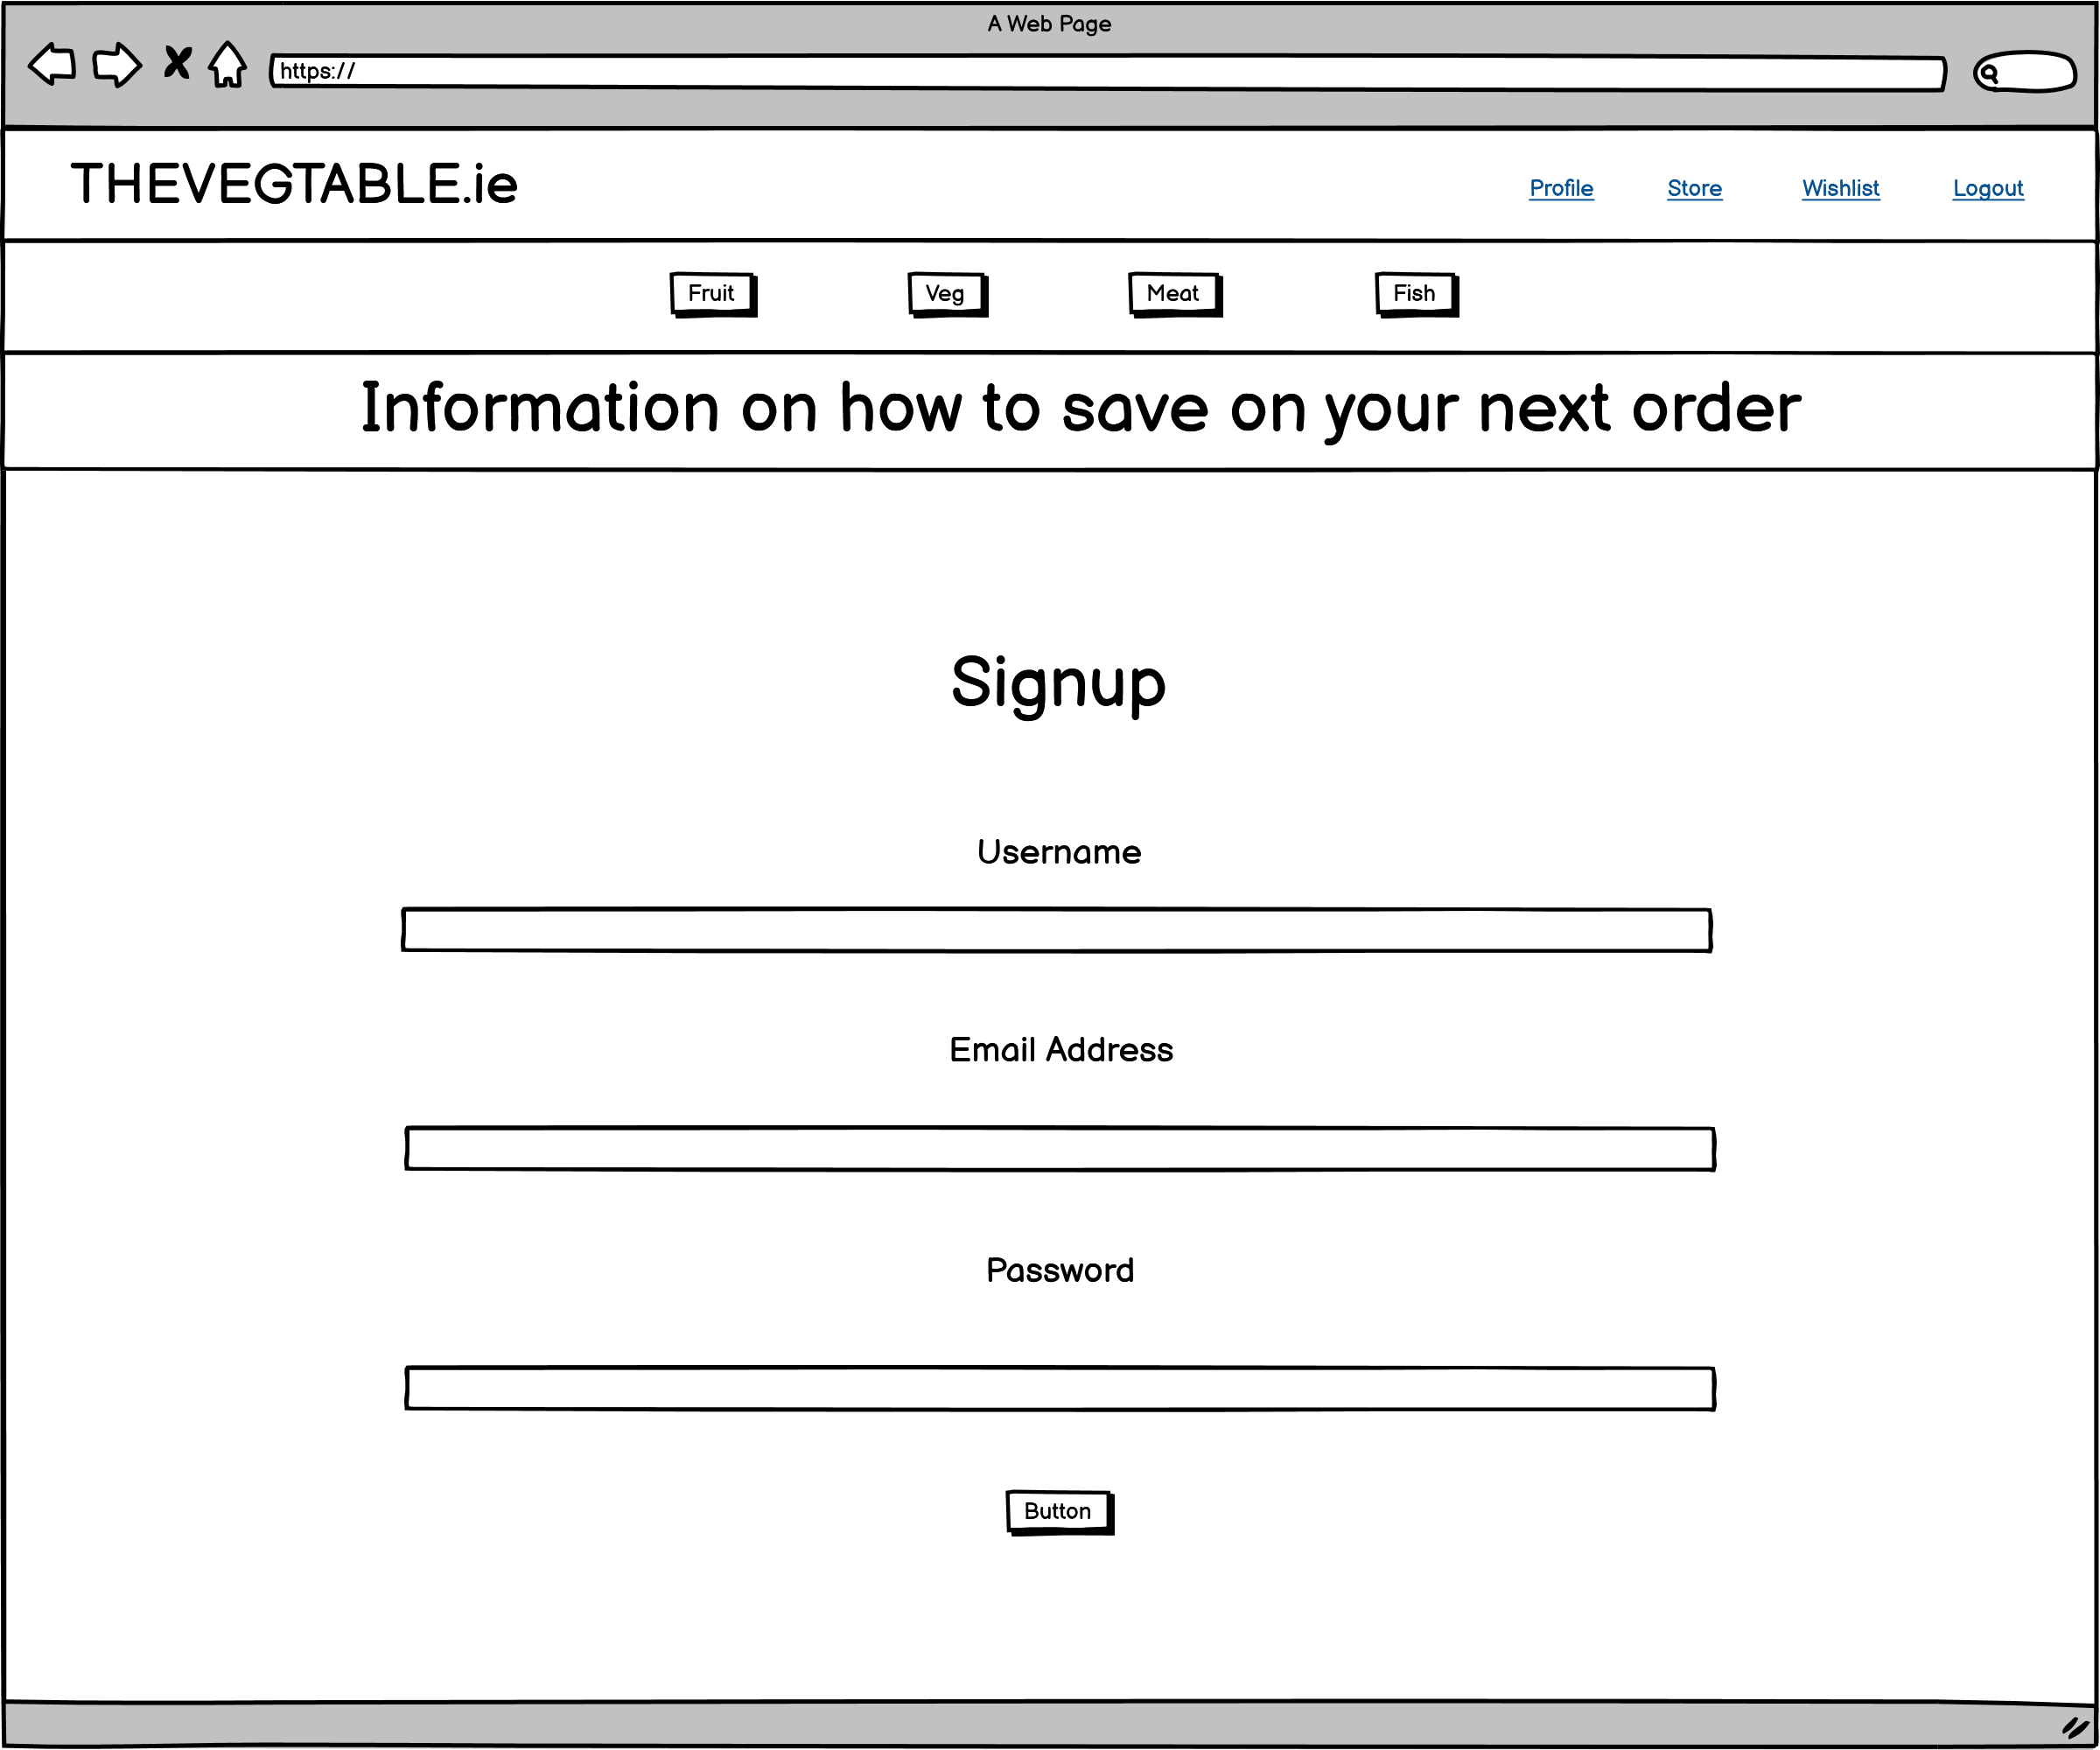 A Web Page
https://
THEVEGTABLE.ie
Profile Store Wishlist Logout
Fruit Veg Meat Fish
Information on how to save on your next order
Signup
Username
Email Address
Password
Button